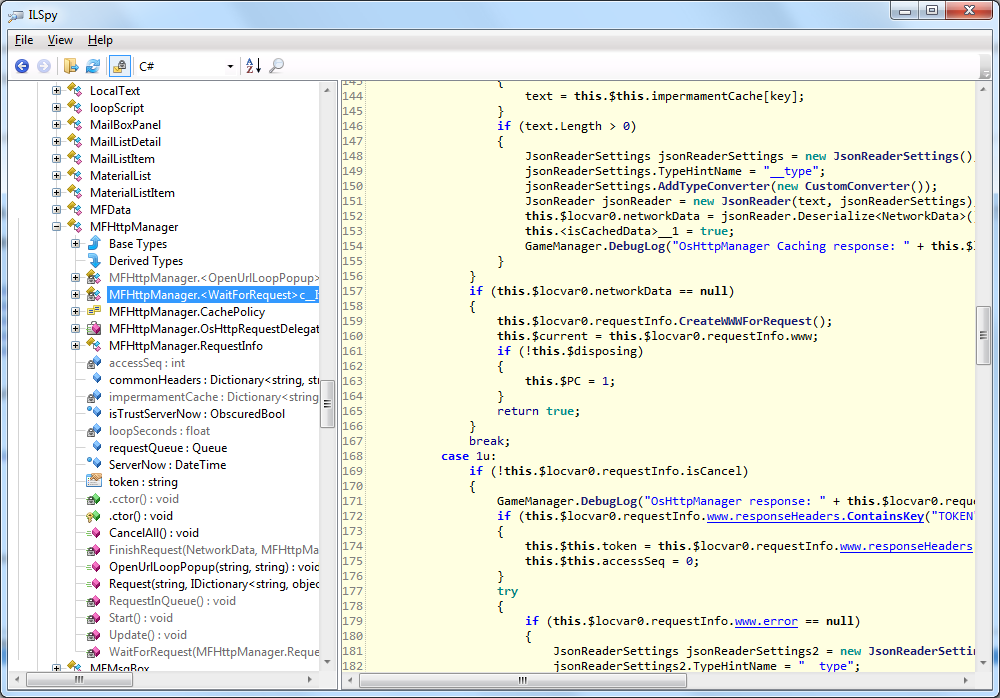 ILSpy
File View Help
C#
LocalText
loopScript
MailBoxPanel
MailListDetail
MailListItem
MaterialList
MaterialListItem
MFData
MFHttpManager
Base Types
Derived Types
MFHttpManager.<OpenUrlLoopPopup>
MFHttpManager.<WaitForRequest>c__I
MFHttpManager.CachePolicy
MFHttpManager.OsHttpRequestDelegat
MFHttpManager.RequestInfo
accessSeq : int
commonHeaders : Dictionary<string, str
impermamentCache : Dictionary<string
isTrustServerNow : ObscuredBool
loopSeconds : float
requestQueue : Queue
ServerNow : DateTime
token : string
.cctor() : void
.ctor() : void
CancelAll() : void
FinishRequest(NetworkData, MFHttpMa
OpenUrlLoopPopup(string, string) : void
Request(string, IDictionary<string, objec
RequestInQueue() : void
Start() : void
Update() : void
WaitForRequest(MFHttpManager.Reque
MFMsgBox
143 {
144 text = this.$this.impermamentCache[key];
145 }
146 if (text.Length > 0)
147 {
148 JsonReaderSettings jsonReaderSettings = new JsonReaderSettings()
149 jsonReaderSettings.TypeHintName = "__type";
150 jsonReaderSettings.AddTypeConverter(new CustomConverter());
151 JsonReader jsonReader = new JsonReader(text, jsonReaderSettings)
152 this.$locvar0.networkData = jsonReader.Deserialize<NetworkData>(
153 this.<isCachedData>__1 = true;
154 GameManager.DebugLog("OsHttpManager Caching response: " + this.$
155 }
156 }
157 if (this.$locvar0.networkData == null)
158 {
159 this.$locvar0.requestInfo.CreateWWWForRequest();
160 this.$current = this.$locvar0.requestInfo.www;
161 if (!this.$disposing)
162 {
163 this.$PC = 1;
164 }
165 return true;
166 }
167 break;
168 case 1u:
169 if (!this.$locvar0.requestInfo.isCancel)
170 {
171 GameManager.DebugLog("OsHttpManager response: " + this.$locvar0.reque
172 if (this.$locvar0.requestInfo.www.responseHeaders.ContainsKey("TOKEN
173 {
174 this.$this.token = this.$locvar0.requestInfo.www.responseHeaders
175 this.$this.accessSeq = 0;
176 }
177 try
178 {
179 if (this.$locvar0.requestInfo.www.error == null)
180 {
181 JsonReaderSettings jsonReaderSettings2 = new JsonReaderSetti
182 jsonReaderSettings2.TypeHintName = "__type";